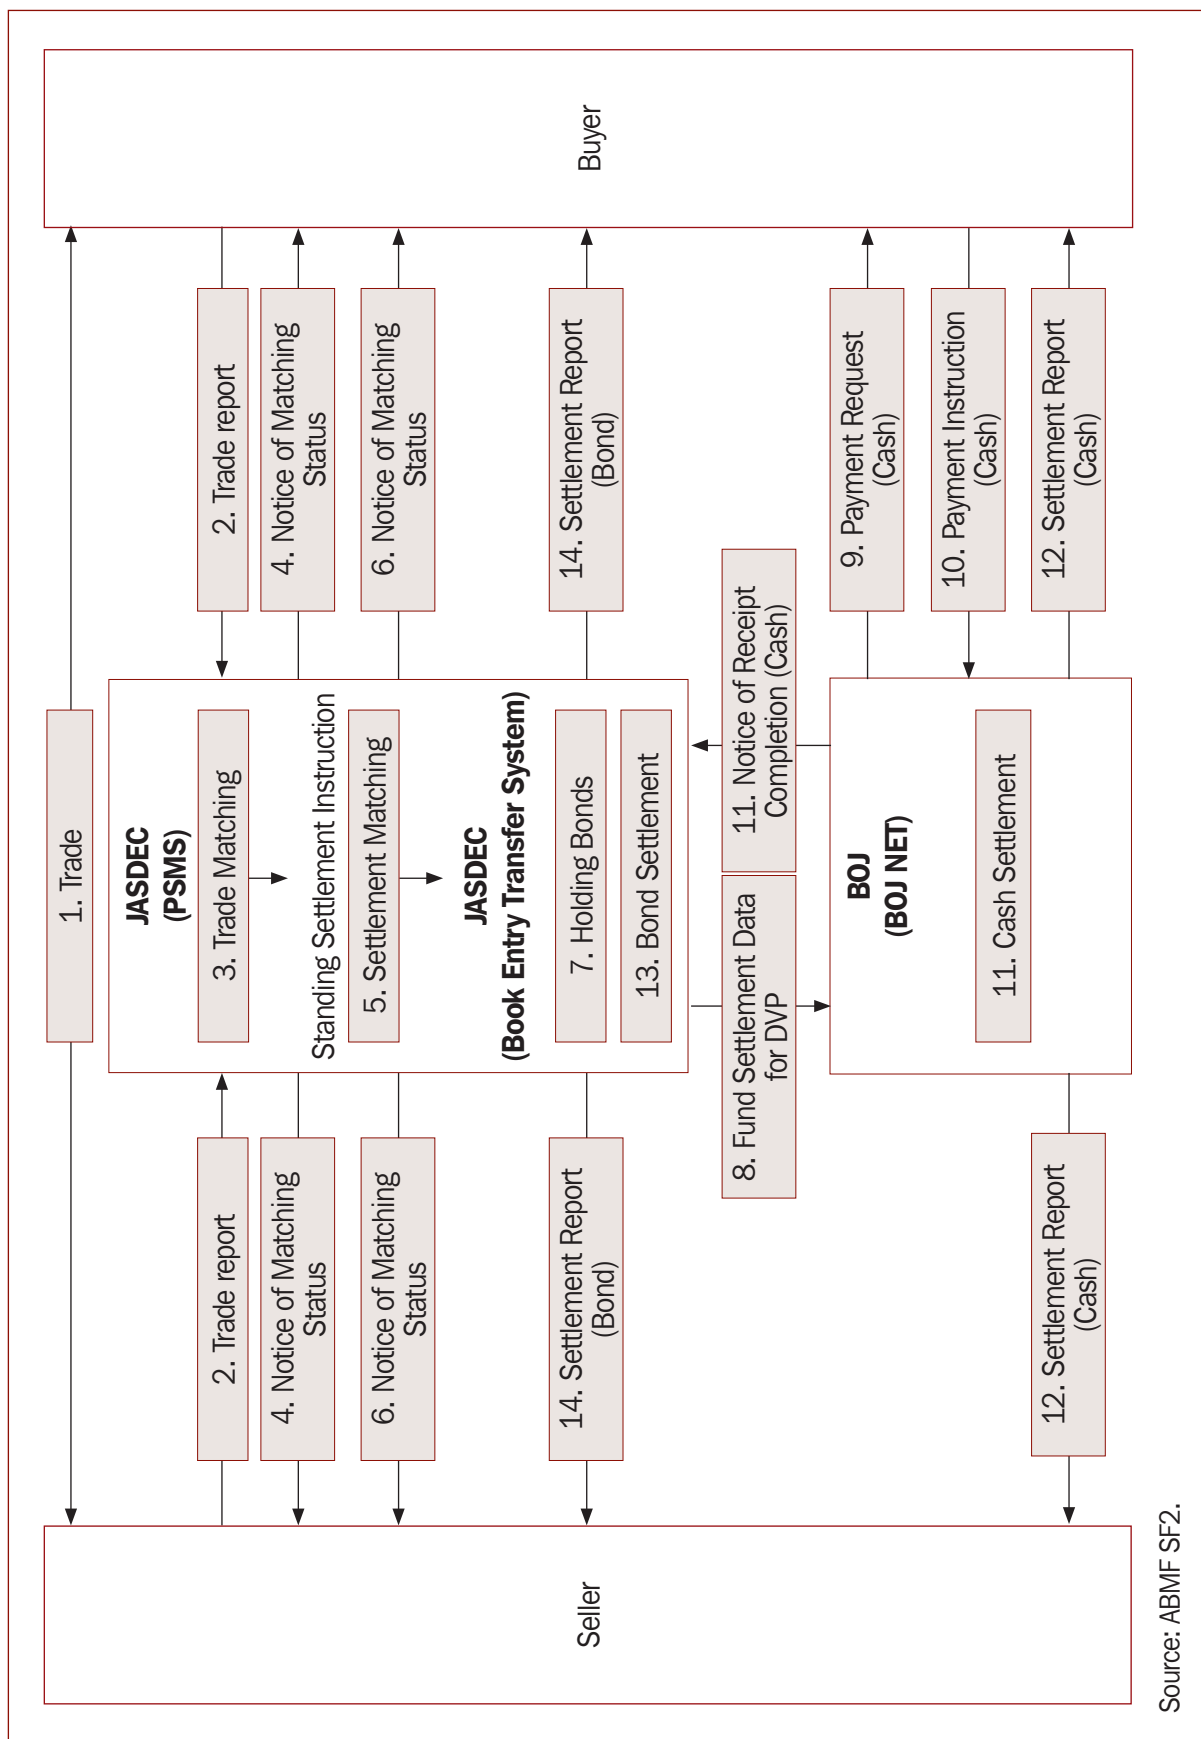 1. Trade
Seller
Buyer
JASDEC
(PSMS)
2. Trade report
3. Trade Matching
2. Trade report
4. Notice of Matching
Status
Standing Settlement Instruction
4. Notice of Matching
Status
6. Notice of Matching
Status
5. Settlement Matching
6. Notice of Matching
Status
JASDEC
(Book Entry Transfer System)
14. Settlement Report
(Bond)
7. Holding Bonds
14. Settlement Report
(Bond)
13. Bond Settlement
8. Fund Settlement Data
for DVP
11. Notice of Receipt
Completion (Cash)
BOJ
(BOJ NET)
9. Payment Request
(Cash)
11. Cash Settlement
10. Payment Instruction
(Cash)
12. Settlement Report
(Cash)
12. Settlement Report
(Cash)
Source: ABMF SF2.